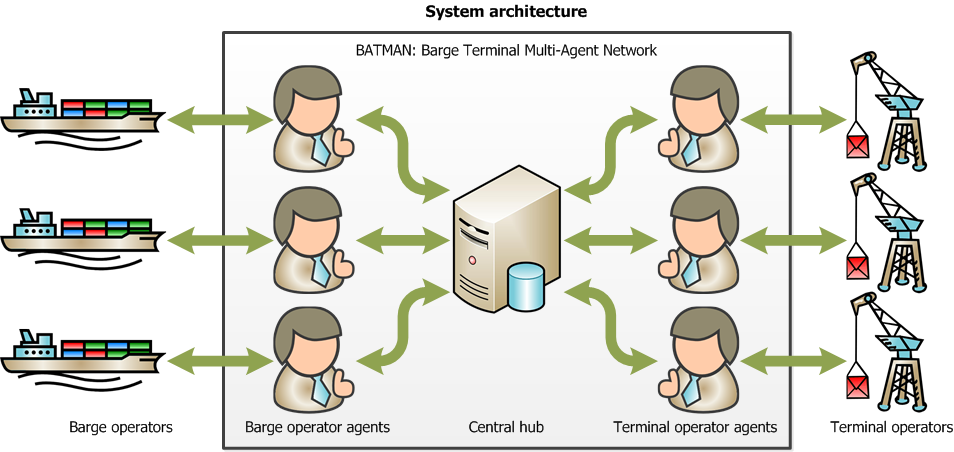 System architecture
BATMAN: Barge Terminal Multi-Agent Network
Barge operators
Barge operator agents
Central hub
Terminal operator agents
Terminal operators